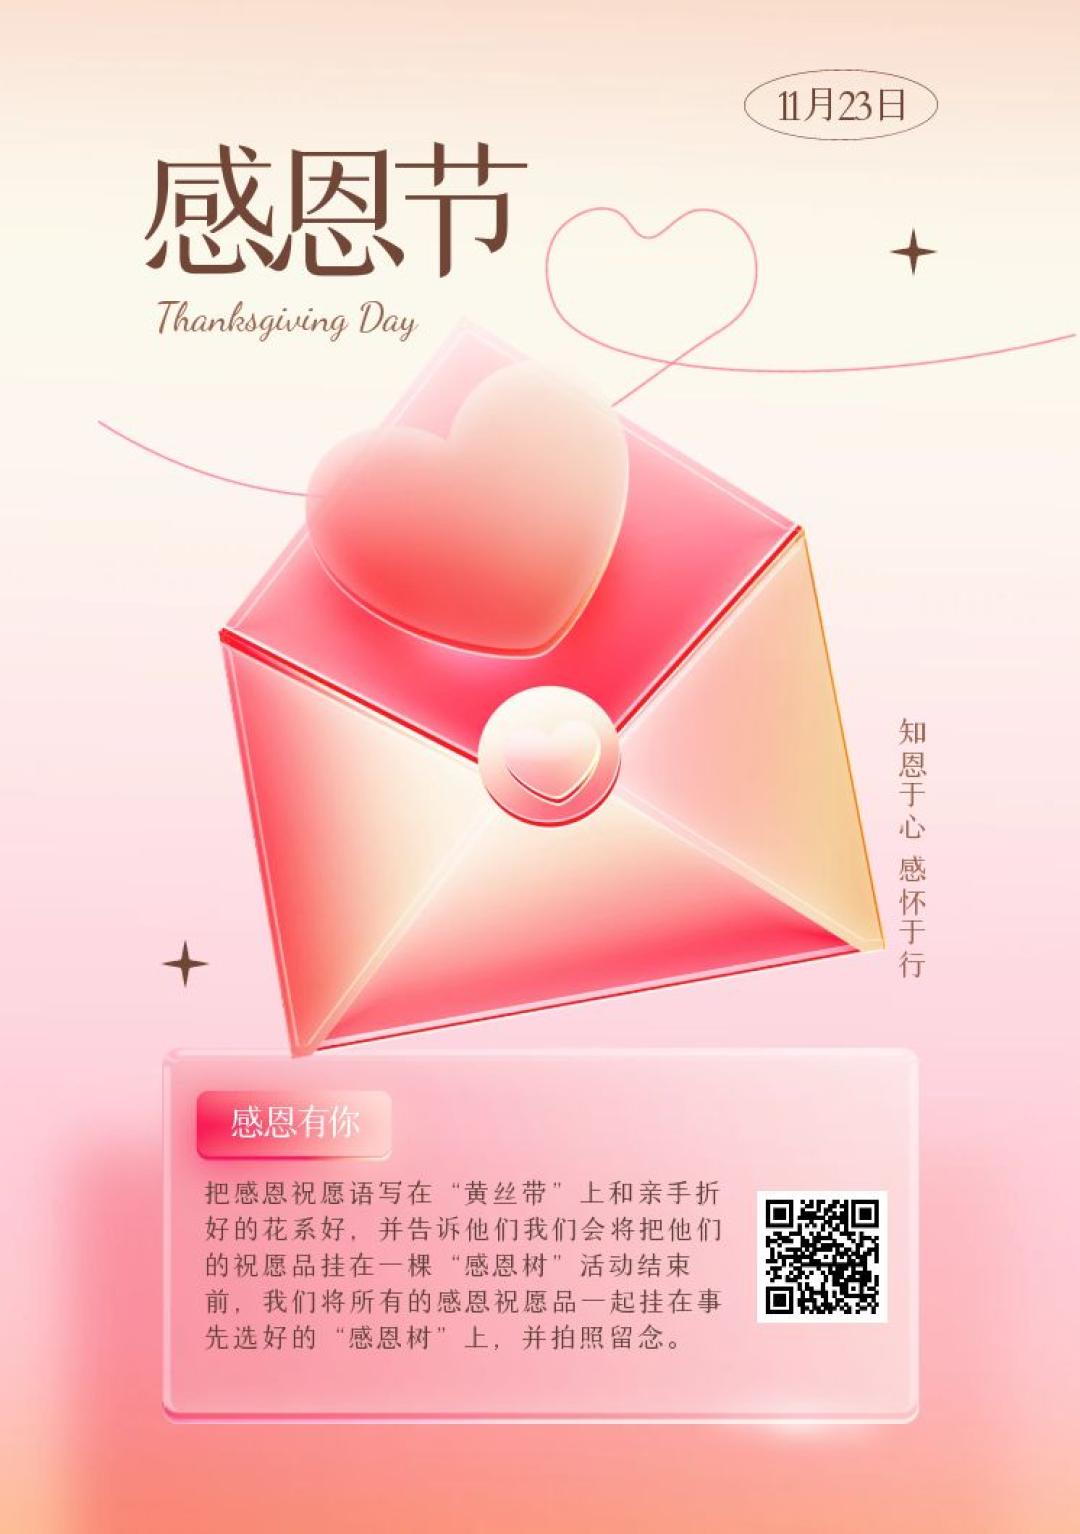 11月23日
感恩节
Thanksgiving Day
知恩于心 感怀于行
感恩有你
把感恩祝愿语写在“黄丝带”上和亲手折
好的花系好，并告诉他们我们会将把他们
的祝愿品挂在一棵“感恩树”活动结束
前，我们将所有的感恩祝愿品一起挂在事
先选好的“感恩树”上，并拍照留念。